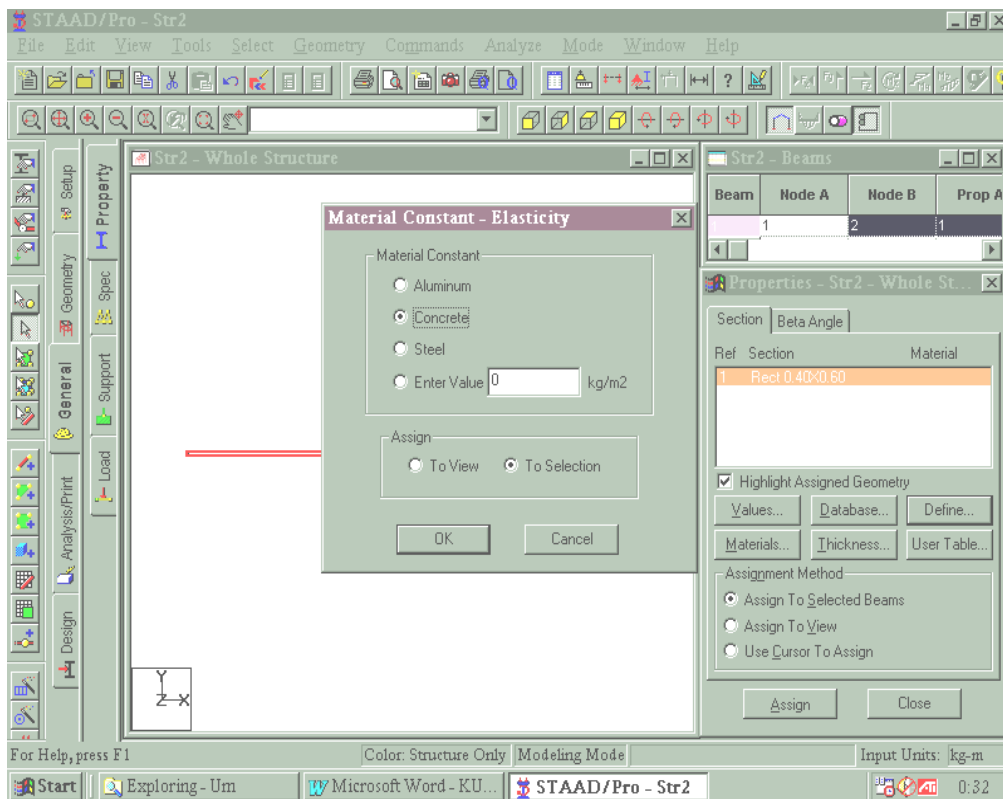 STAAD/Pro - Str2
File Edit View Tools Select Geometry Commands Analyze Mode Window Help
Setup
Geometry
General
Analysis/Print
Design
Property
Spec
Support
Load
Str2 - Whole Structure
Material Constant - Elasticity
Material Constant
Aluminum
Concrete
Steel
Enter Value 0 kg/m2
Assign
To View To Selection
OK Cancel
Y
Z X
Str2 - Beams
Beam Node A Node B Prop A
1 1 2 1
Properties - Str2 - Whole St...
Section Beta Angle
Ref Section Material
1 Rect 0.40X0.60
Highlight Assigned Geometry
Values... Database... Define...
Materials... Thickness... User Table...
Assignment Method
Assign To Selected Beams
Assign To View
Use Cursor To Assign
Assign Close
For Help, press F1 Color: Structure Only Modeling Mode Input Units: kg-m
Start Exploring - Um Microsoft Word - KU... STAAD/Pro - Str2 0:32